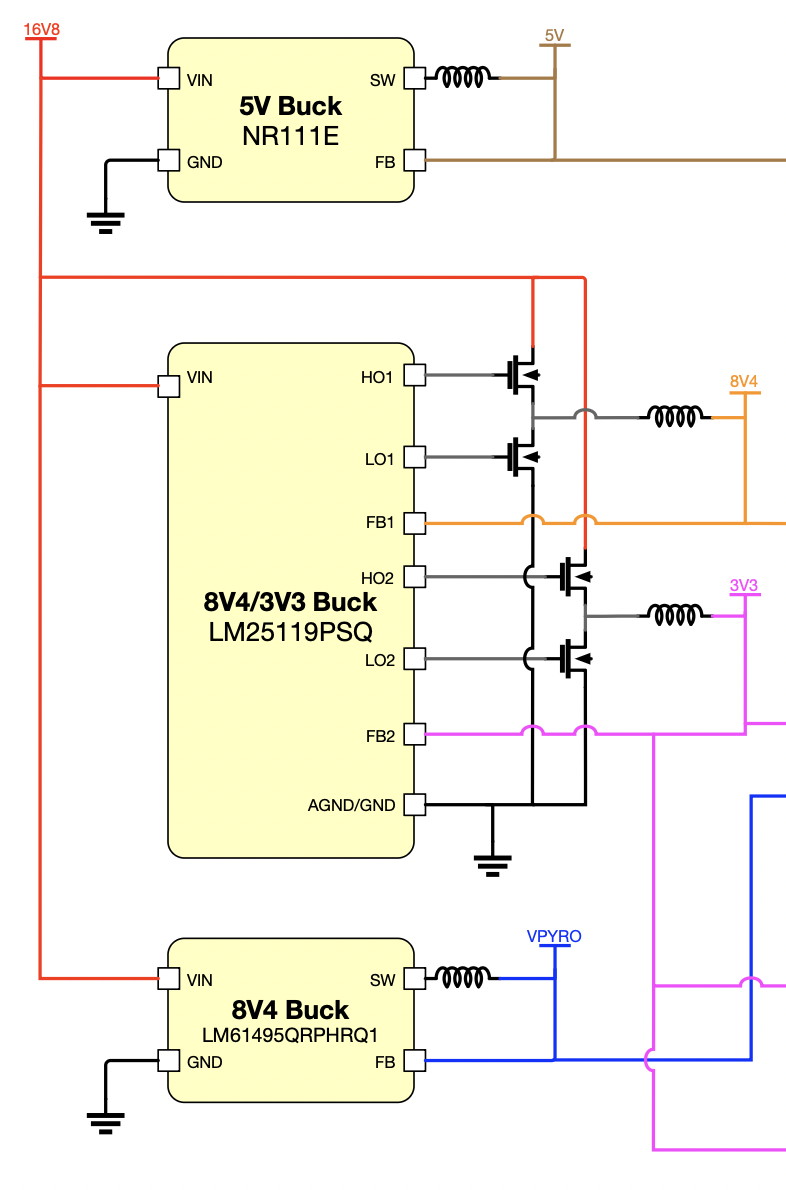 16V8
5V
VIN
SW
5V Buck
NR111E
GND
FB
VIN
HO1
8V4
LO1
FB1
HO2
3V3
8V4/3V3 Buck
LM25119PSQ
LO2
FB2
AGND/GND
VPYRO
VIN
SW
8V4 Buck
LM61495QRPHRQ1
GND
FB